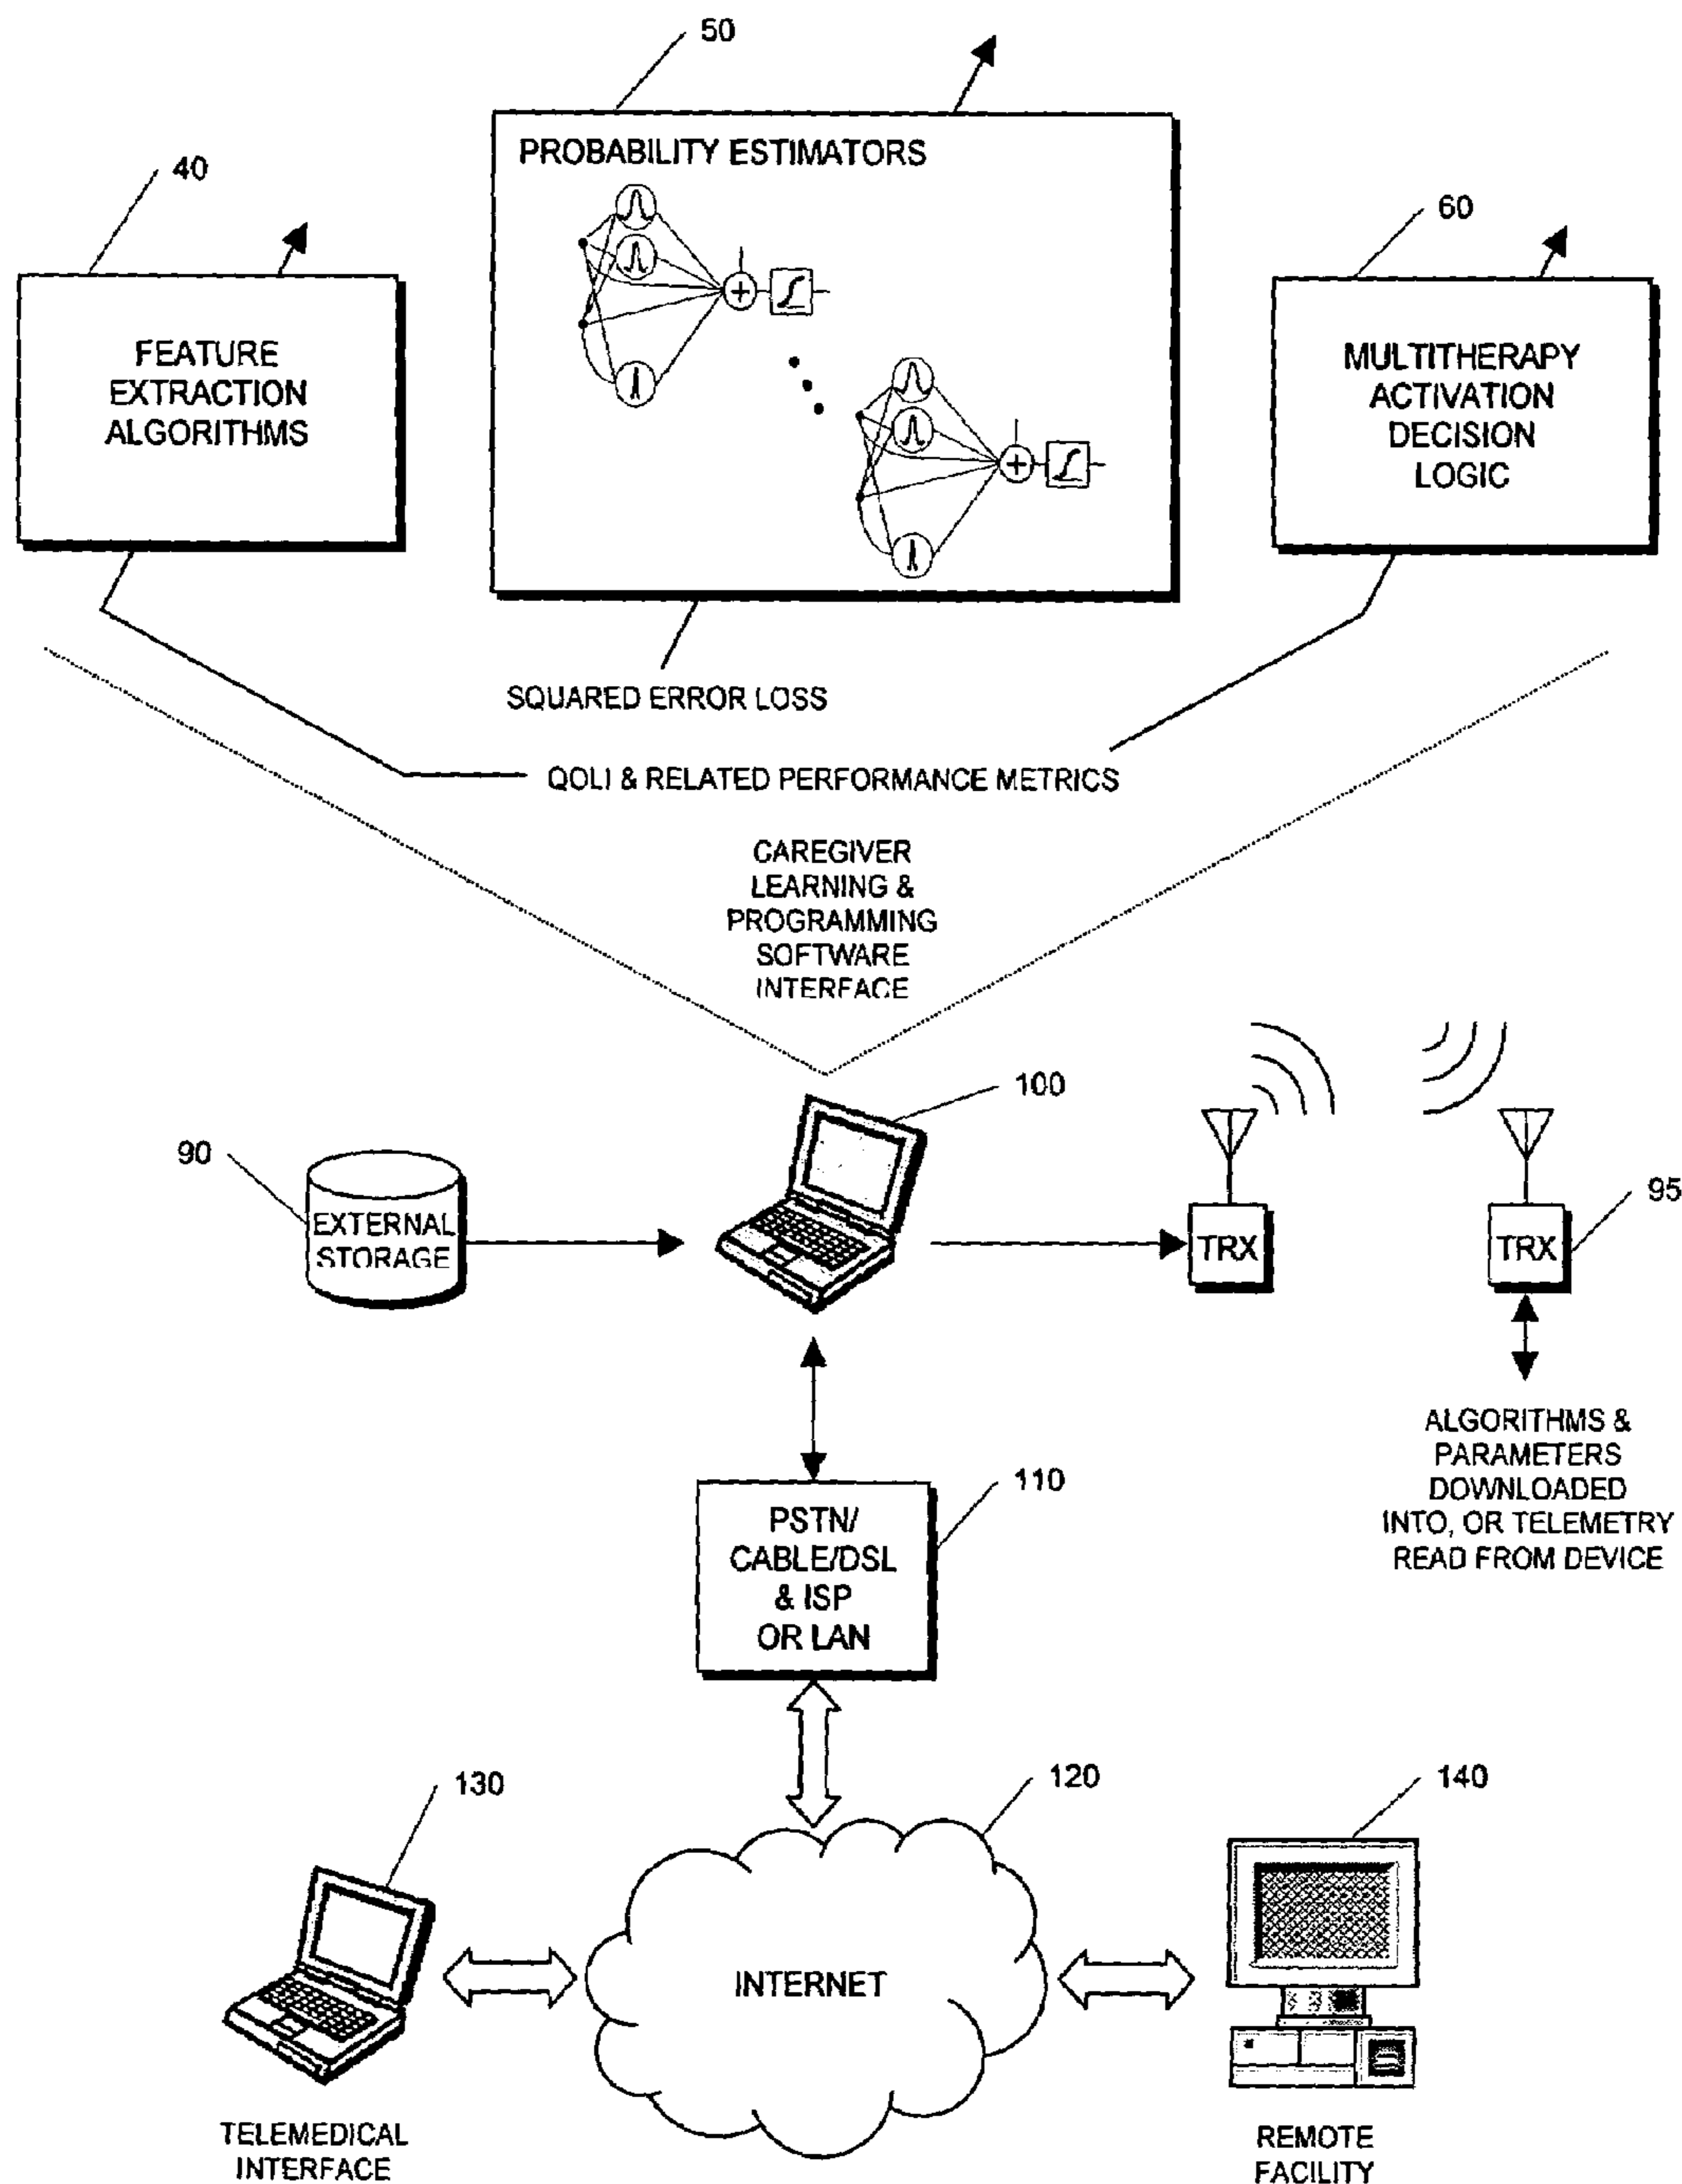 50
PROBABILITY ESTIMATORS
40
60
FEATURE
EXTRACTION
ALGORITHMS
MULTITHERAPY
ACTIVATION
DECISION
LOGIC
SQUARED ERROR LOSS
QOLI & RELATED PERFORMANCE METRICS
CAREGIVER
LEARNING &
PROGRAMMING
SOFTWARE
INTERFACE
100
90
EXTERNAL
STORAGE
TRX
TRX
95
ALGORITHMS &
PARAMETERS
DOWNLOADED
INTO, OR TELEMETRY
READ FROM DEVICE
110
PSTN/
CABLE/DSL
& ISP
OR LAN
130
120
140
INTERNET
TELEMEDICAL
INTERFACE
REMOTE
FACILITY